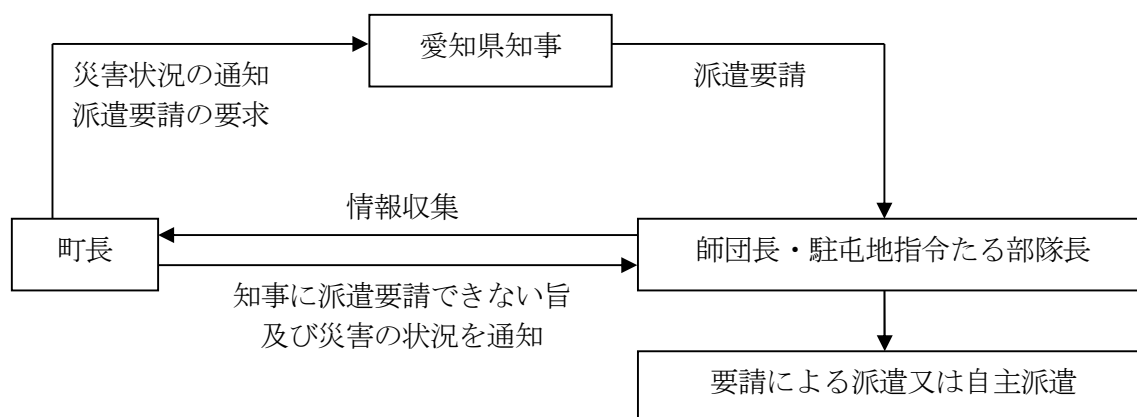 愛知県知事
災害状況の通知
派遣要請の要求
派遣要請
情報収集
町長
師団長・駐屯地指令たる部隊長
知事に派遣要請できない旨
及び災害の状況を通知
要請による派遣又は自主派遣